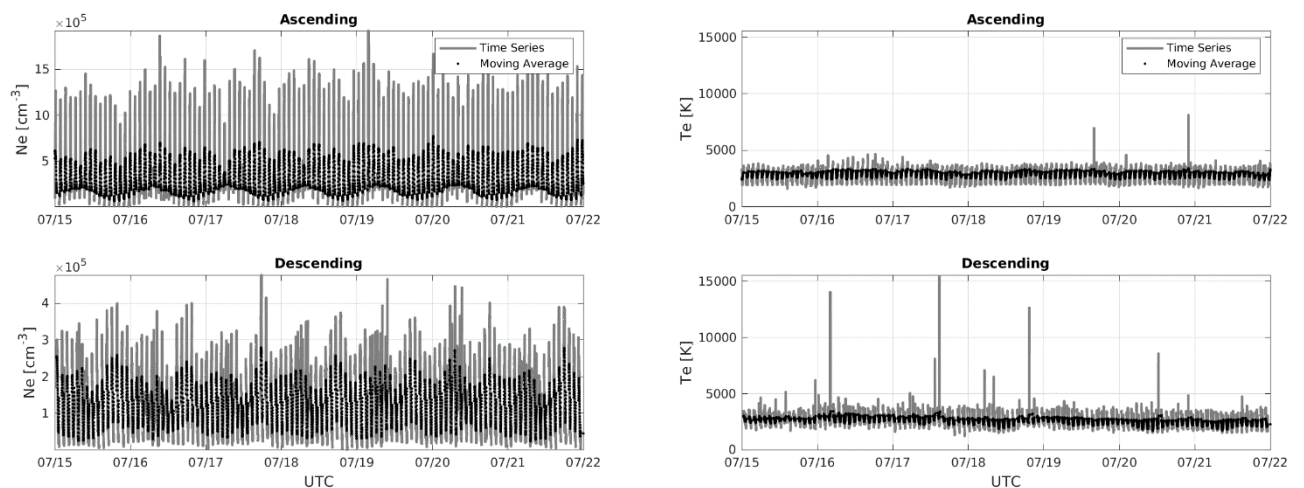 Ascending
×10⁵
Ne [cm⁻³]
15
10
5
Time Series
Moving Average
07/15 07/16 07/17 07/18 07/19 07/20 07/21 07/22
Ascending
Te [K]
15000
10000
5000
0
Time Series
Moving Average
07/15 07/16 07/17 07/18 07/19 07/20 07/21 07/22
Descending
×10⁵
Ne [cm⁻³]
4
3
2
1
07/15 07/16 07/17 07/18 07/19 07/20 07/21 07/22
UTC
Descending
Te [K]
15000
10000
5000
0
07/15 07/16 07/17 07/18 07/19 07/20 07/21 07/22
UTC